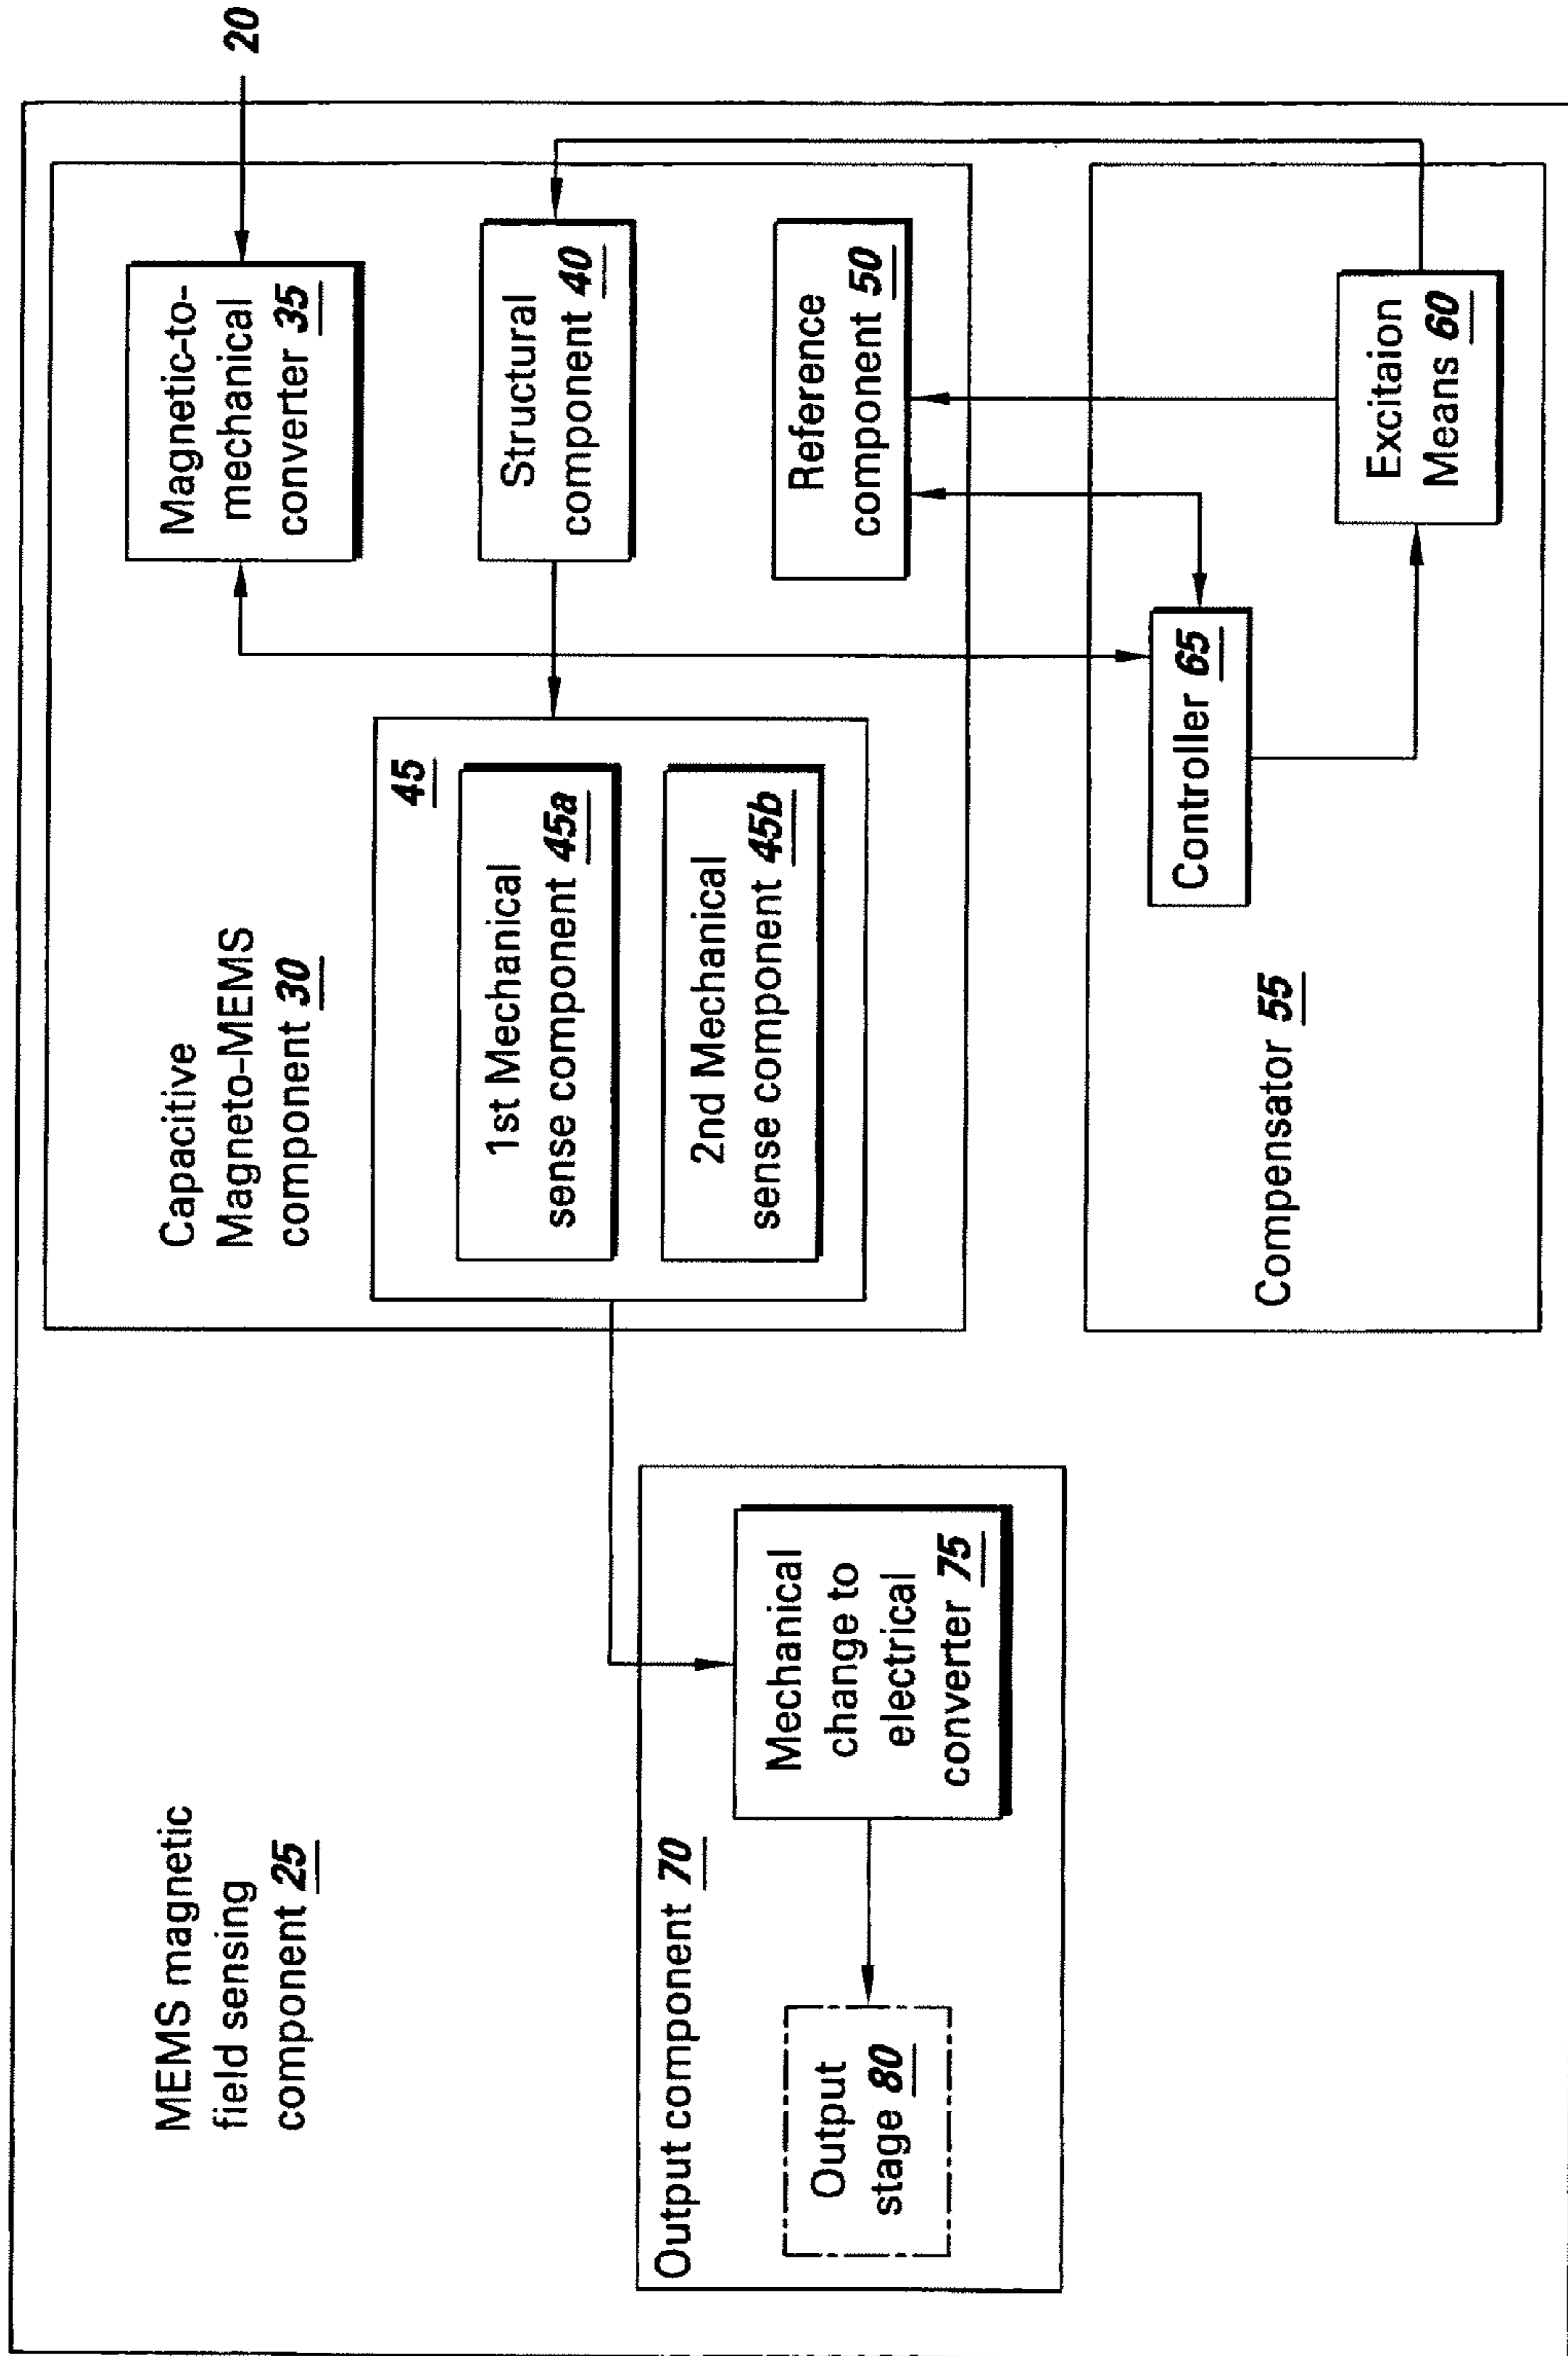 MEMS magnetic
field sensing
component 25
Capacitive
Magneto-MEMS
component 30
20
Magnetic-to-
mechanical
converter 35
45
1st Mechanical
sense component 45a
2nd Mechanical
sense component 45b
Structural
component 40
Reference
component 50
Output component 70
Output
stage 80
Mechanical
change to
electrical
converter 75
Compensator 55
Controller 65
Excitaion
Means 60